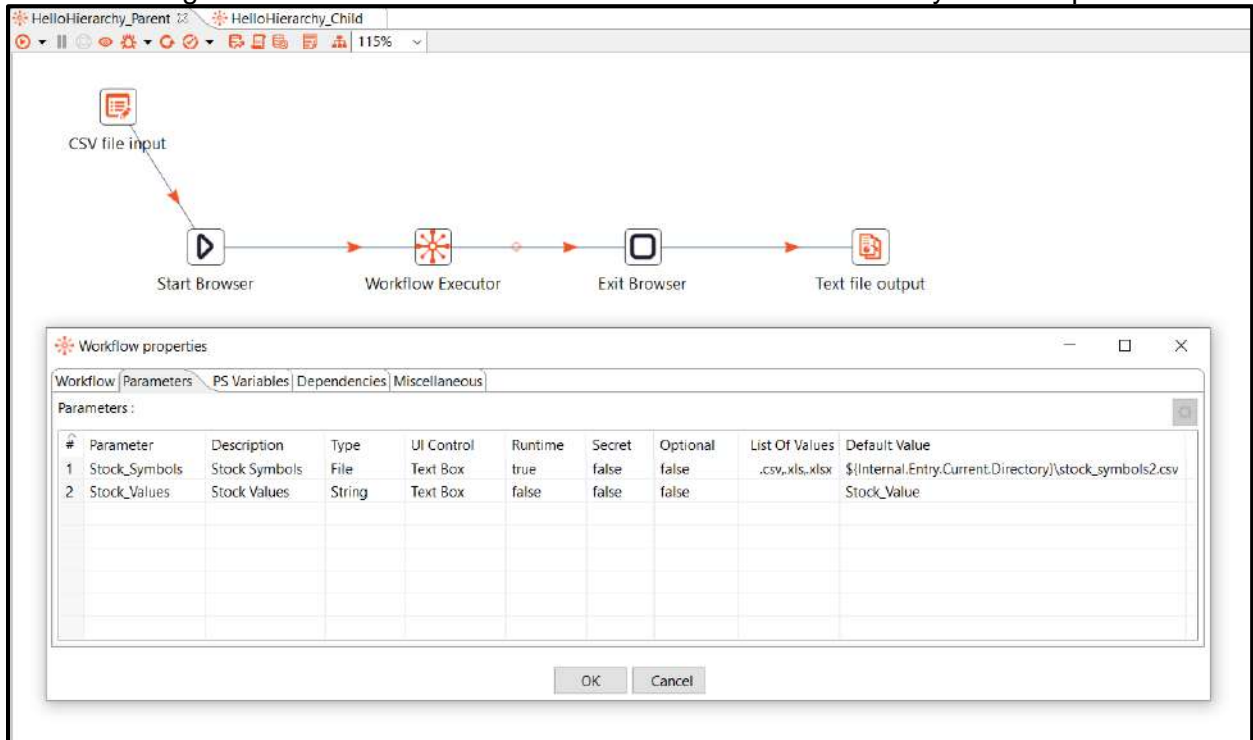 HelloHierarchy_Parent HelloHierarchy_Child
115%
CSV file input
Start Browser Workflow Executor Exit Browser Text file output
Workflow properties
Workflow Parameters PS Variables Dependencies Miscellaneous
Parameters :
# Parameter Description Type UI Control Runtime Secret Optional List Of Values Default Value
1 Stock_Symbols Stock Symbols File Text Box true false false .csv,.xls,.xlsx ${Internal.Entry.Current.Directory}\stock_symbols2.csv
2 Stock_Values Stock Values String Text Box false false false Stock_Value
OK Cancel